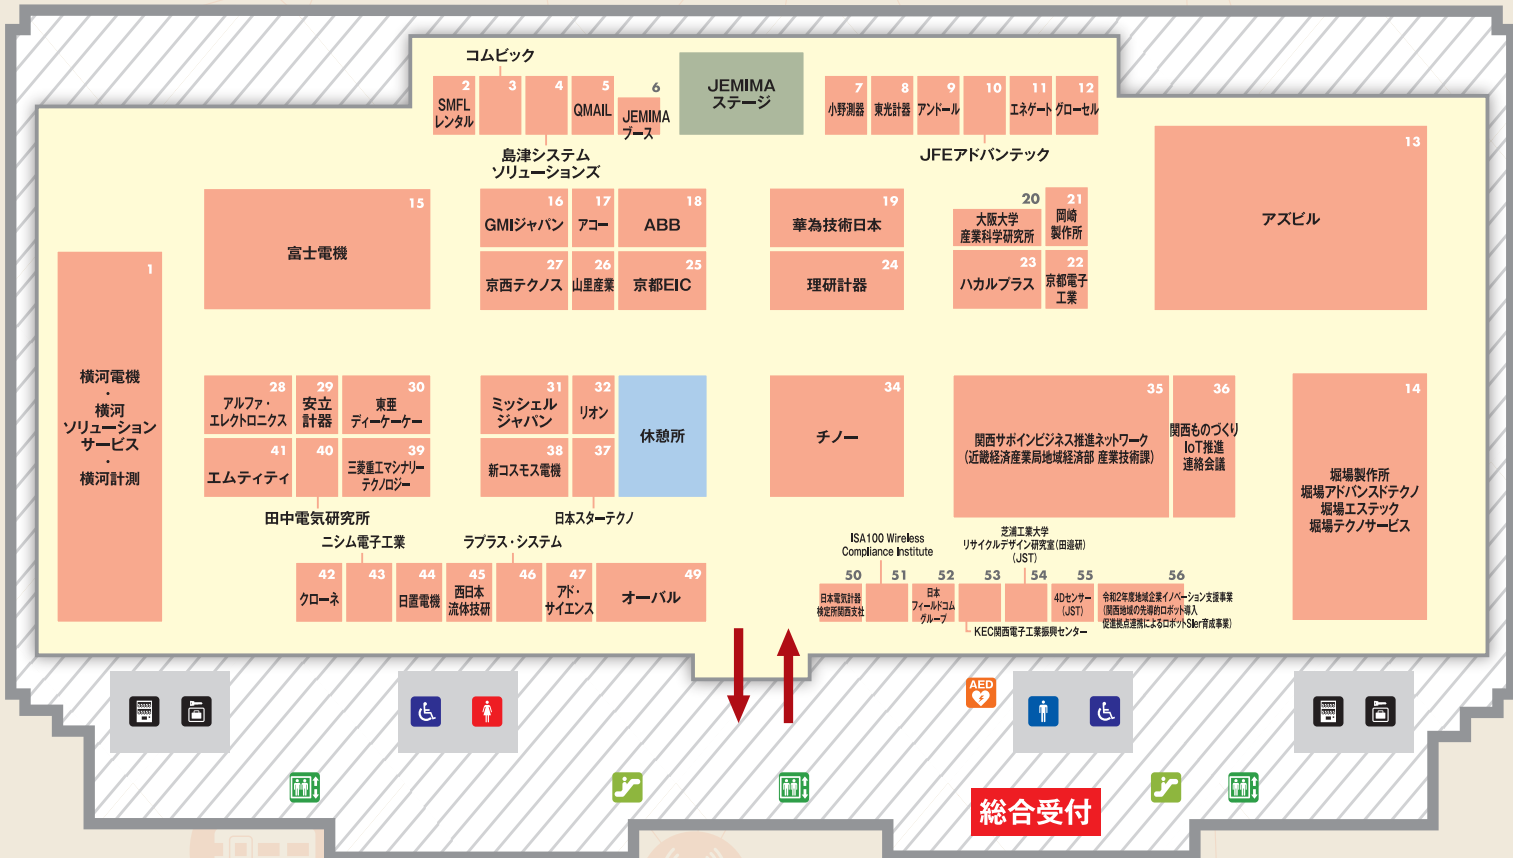 コムビック
2
SMFL
レンタル
3
4
5
QMAIL
6
JEMIMA
ブース
JEMIMA
ステージ
7
小野測器
8
東光計器
9
アンドール
10
11
エネゲート
12
グローセル
島津システム
ソリューションズ
JFEアドバンテック
13
アズビル
15
富士電機
16
GMIジャパン
17
アコー
18
ABB
19
華為技術日本
20
大阪大学
産業科学研究所
21
岡崎
製作所
27
京西テクノス
26
山里産業
25
京都EIC
24
理研計器
23
ハカルプラス
22
京都電子
工業
1
横河電機
・
横河
ソリューション
サービス
・
横河計測
28
アルファ・
エレクトロニクス
29
安立
計器
30
東亜
ディーケーケー
31
ミッシェル
ジャパン
32
リオン
休憩所
34
チノー
35
関西サポインビジネス推進ネットワーク
(近畿経済産業局地域経済部 産業技術課)
36
関西ものづくり
IoT推進
連絡会議
14
堀場製作所
堀場アドバンスドテクノ
堀場エステック
堀場テクノサービス
41
エムティティ
40
39
三菱重工マシナリー
テクノロジー
38
新コスモス電機
37
田中電気研究所
日本スターテクノ
ニシム電子工業
ラプラス・システム
ISA100 Wireless
Compliance Institute
芝浦工業大学
リサイクルデザイン研究室(田邉研)
(JST)
42
クローネ
43
44
日置電機
45
西日本
流体技研
46
47
アド・
サイエンス
49
オーバル
50
日本電気計器
検定所関西支社
51
52
日本
フィールドコム
グループ
53
54
55
4Dセンサー
(JST)
56
令和2年度地域企業イノベーション支援事業
(関西地域の先導的ロボット導入
促進拠点連携によるロボットSIer育成事業)
KEC関西電子工業振興センター
AED
総合受付